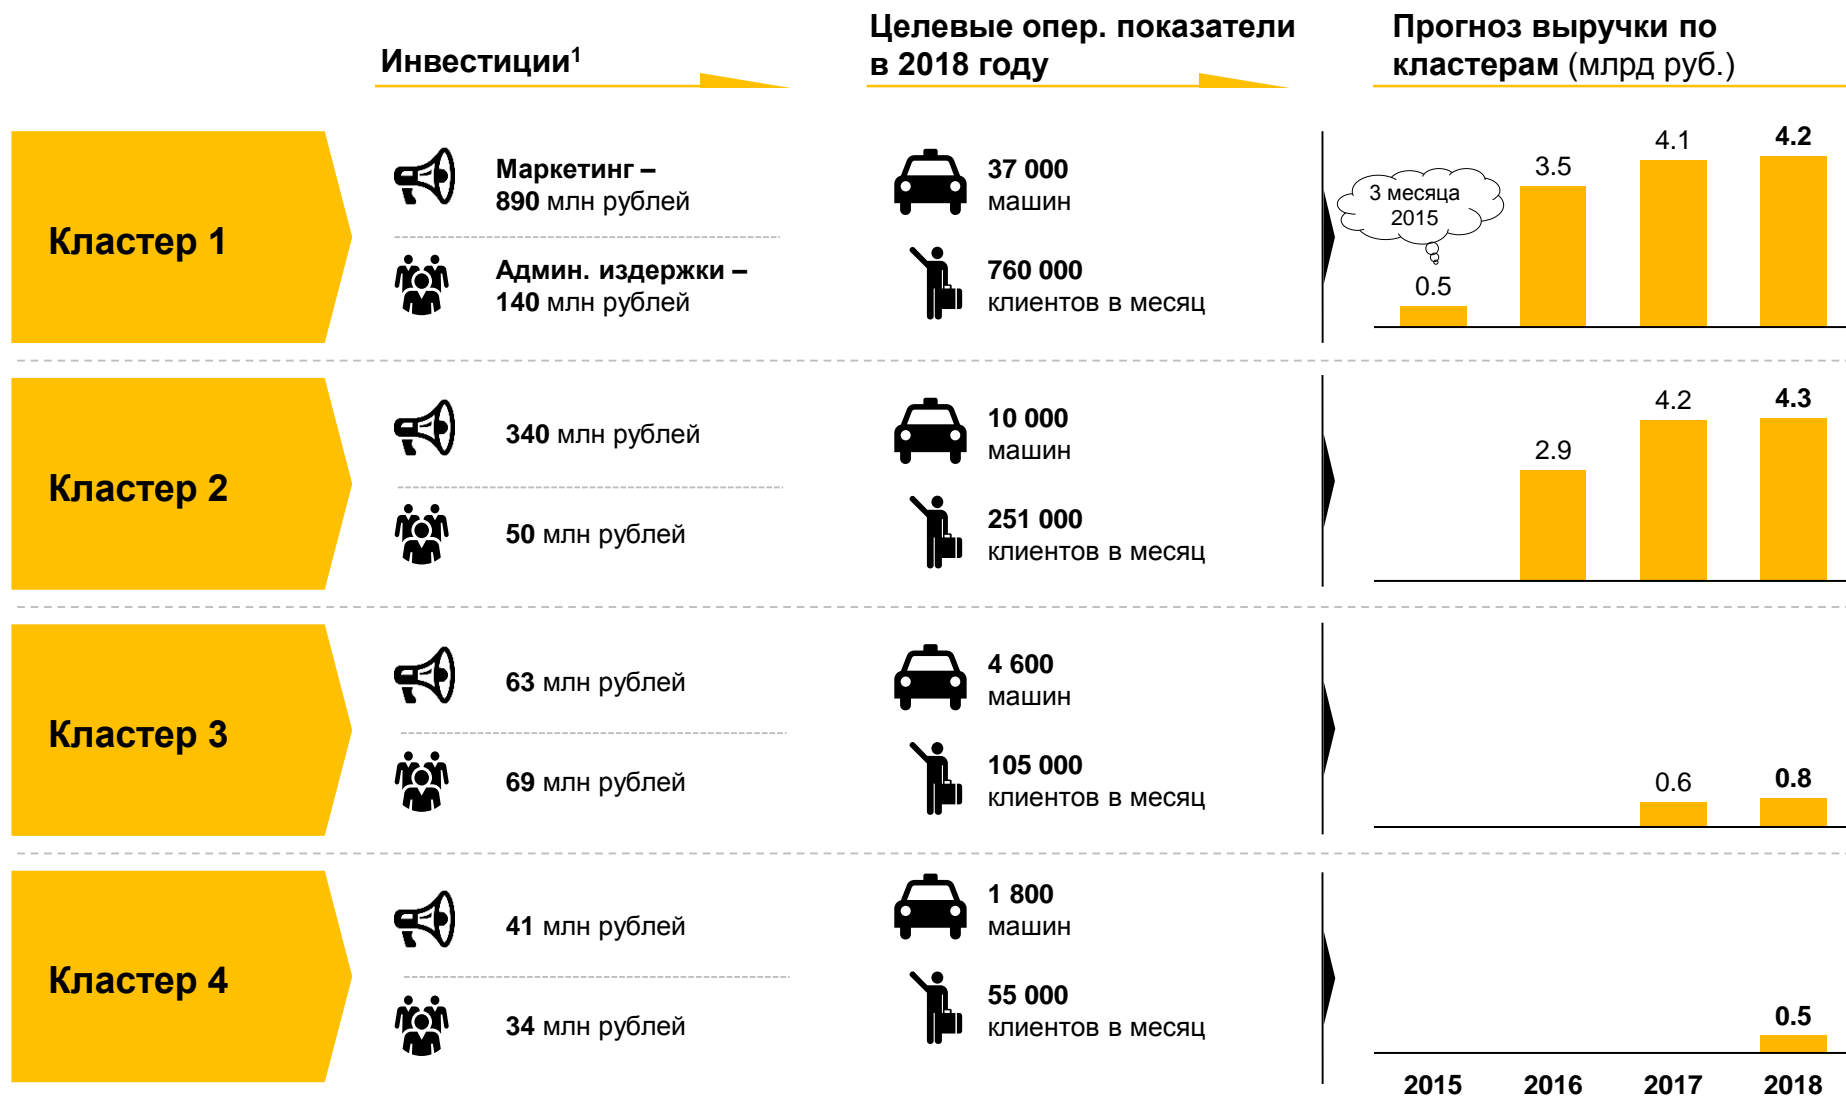 Инвестиции¹
Целевые опер. показатели
в 2018 году
Прогноз выручки по
кластерам (млрд руб.)
Кластер 1
Маркетинг –
890 млн рублей
Админ. издержки –
140 млн рублей
37 000
машин
760 000
клиентов в месяц
3 месяца
2015
0.5
3.5
4.1
4.2
Кластер 2
340 млн рублей
50 млн рублей
10 000
машин
251 000
клиентов в месяц
2.9
4.2
4.3
Кластер 3
63 млн рублей
69 млн рублей
4 600
машин
105 000
клиентов в месяц
0.6
0.8
Кластер 4
41 млн рублей
34 млн рублей
1 800
машин
55 000
клиентов в месяц
0.5
2015 2016 2017 2018